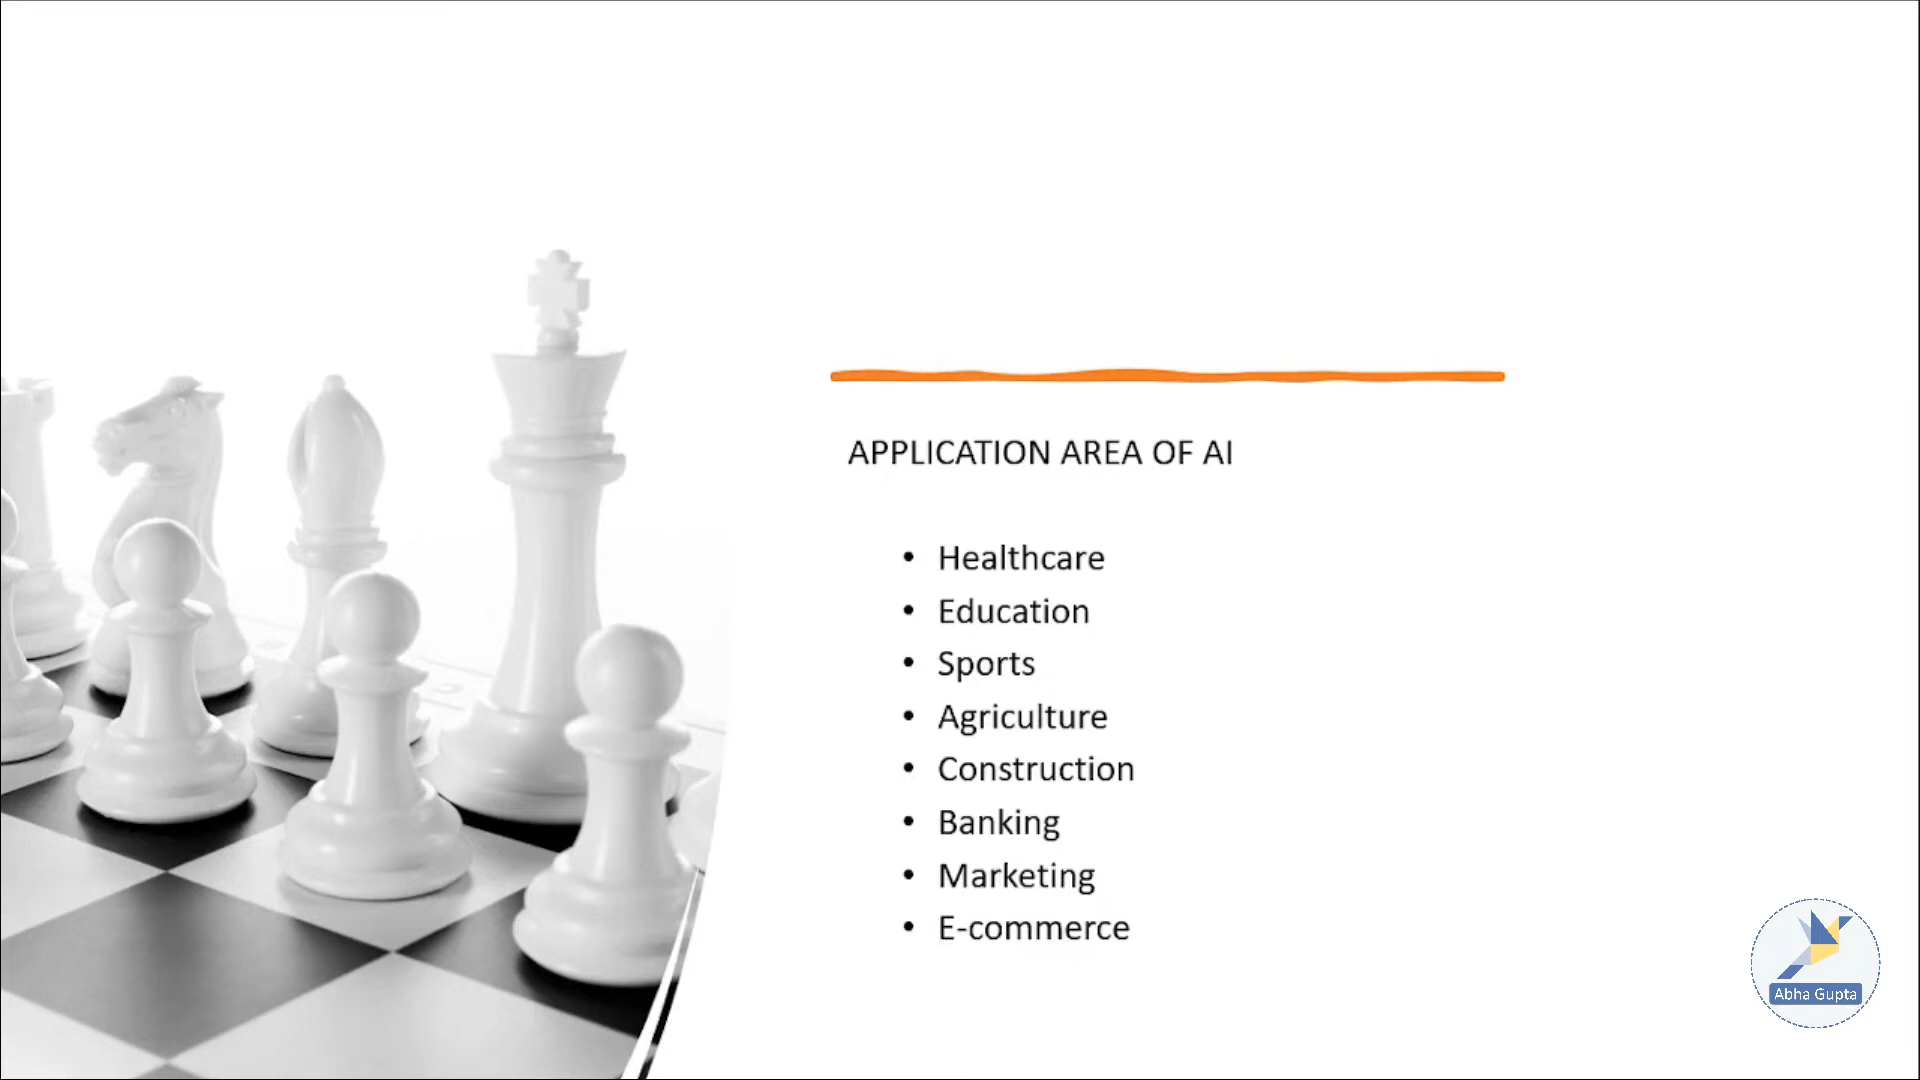 APPLICATION AREA OF AI
• Healthcare
• Education
• Sports
• Agriculture
• Construction
• Banking
• Marketing
• E-commerce
Abha Gupta